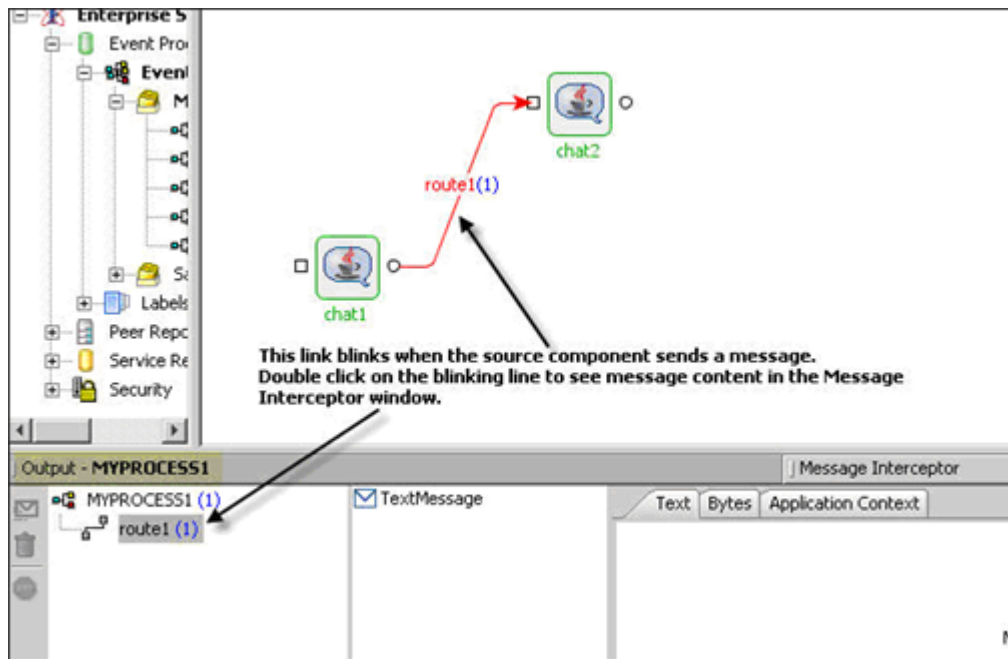 Enterprise S
Event Pro
Even
M
Sa
Labels
Peer Repo
Service Re
Security
chat2
route1(1)
chat1
This link blinks when the source component sends a message.
Double click on the blinking line to see message content in the Message
Interceptor window.
Output - MYPROCESS1
Message Interceptor
MYPROCESS1 (1)
route1 (1)
TextMessage
Text Bytes Application Context